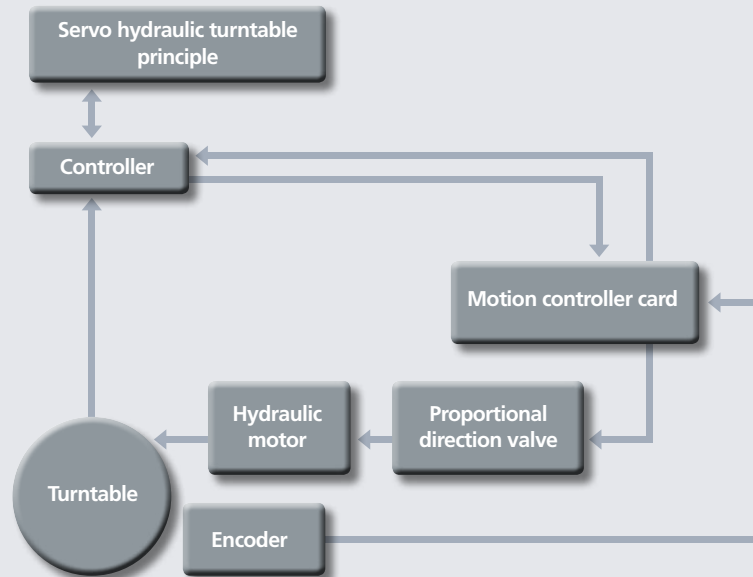 Servo hydraulic turntable
principle
Controller
Motion controller card
Hydraulic
motor
Proportional
direction valve
Turntable
Encoder